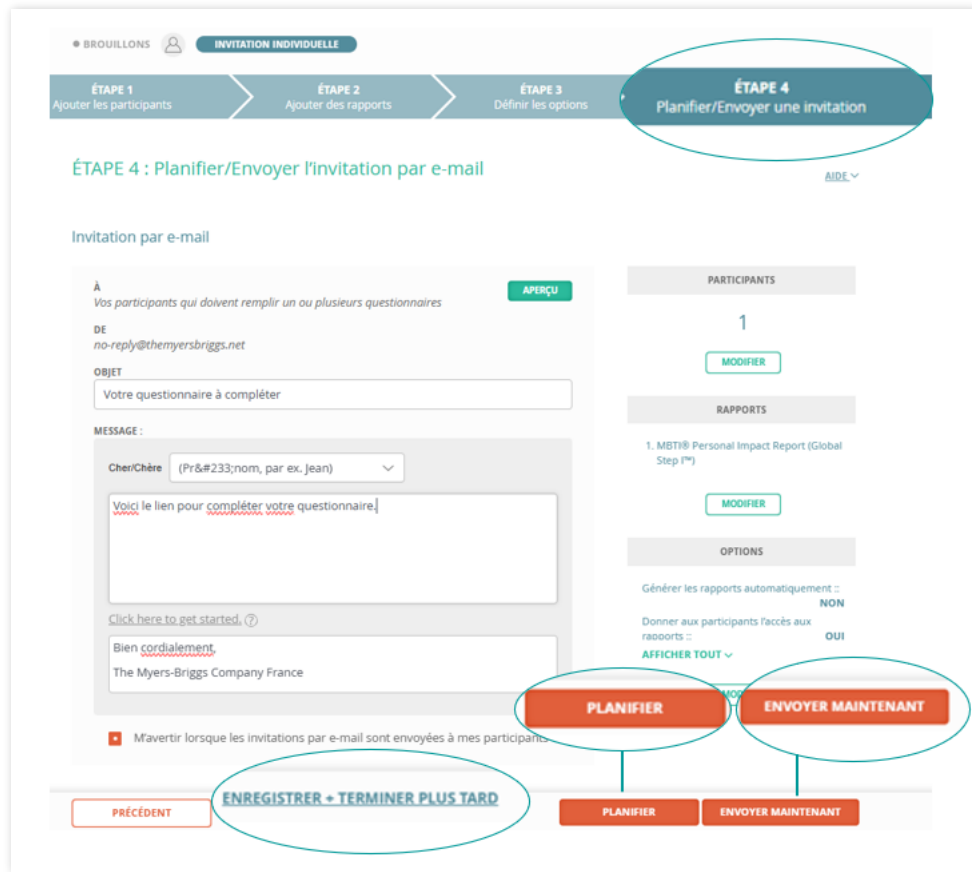 BROUILLONS INVITATION INDIVIDUELLE
ÉTAPE 1
Ajouter les participants
ÉTAPE 2
Ajouter des rapports
ÉTAPE 3
Définir les options
ÉTAPE 4
Planifier/Envoyer une invitation
ÉTAPE 4 : Planifier/Envoyer l'invitation par e-mail
AIDE
Invitation par e-mail
À
Vos participants qui doivent remplir un ou plusieurs questionnaires
APERÇU
DE
no-reply@themyersbriggs.net
OBJET
Votre questionnaire à compléter
MESSAGE :
Cher/Chère (Pr&#233;nom, par ex. Jean)
Voici le lien pour compléter votre questionnaire.
Click here to get started. ?
Bien cordialement,
The Myers-Briggs Company France
M'avertir lorsque les invitations par e-mail sont envoyées à mes participants
PARTICIPANTS
1
MODIFIER
RAPPORTS
1. MBTI® Personal Impact Report (Global
Step I™)
MODIFIER
OPTIONS
Générer les rapports automatiquement ::
NON
Donner aux participants l'accès aux
rapports ::
OUI
AFFICHER TOUT
PLANIFIER
ENVOYER MAINTENANT
PRÉCÉDENT
ENREGISTRER + TERMINER PLUS TARD
PLANIFIER
ENVOYER MAINTENANT